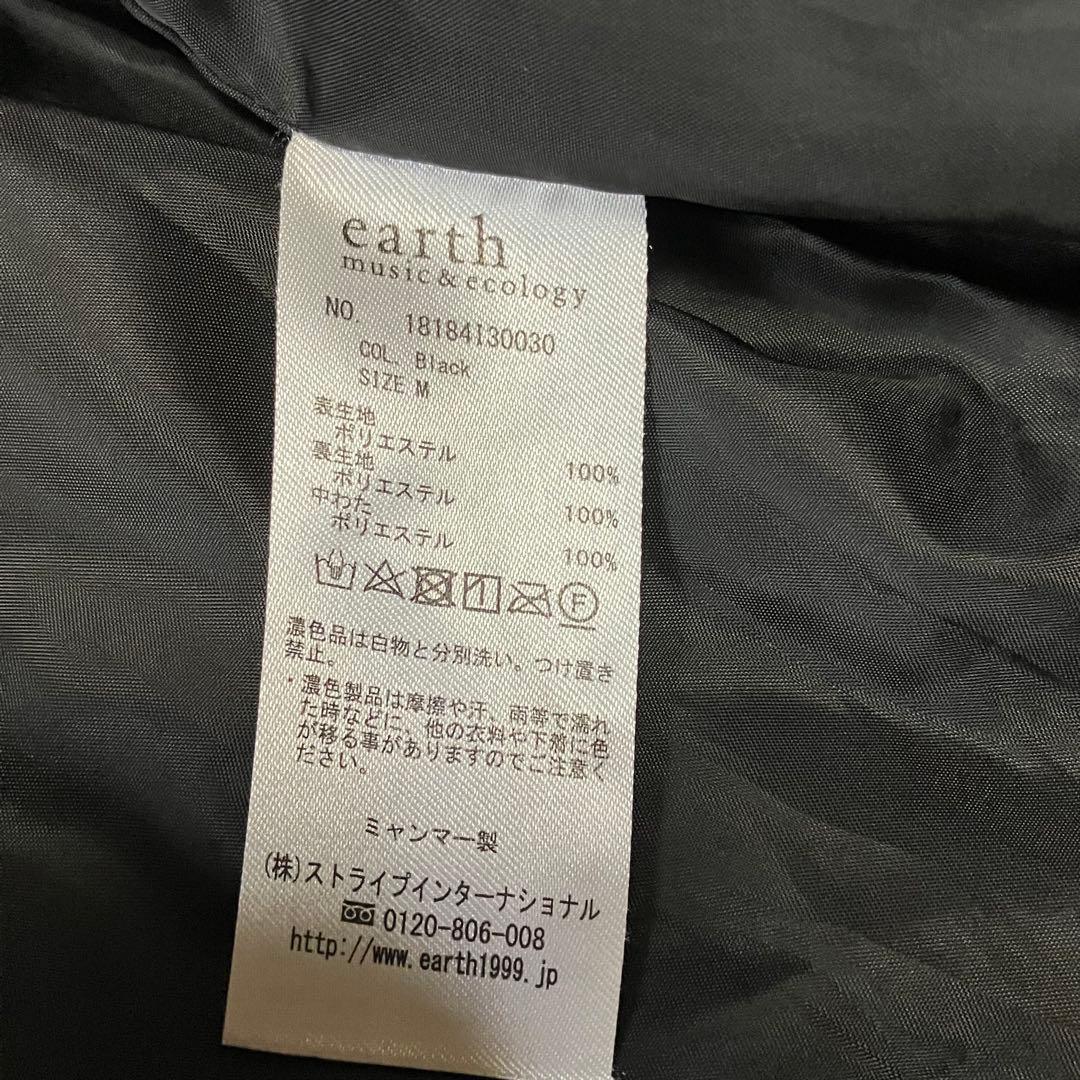 earth
music & ecology
NO. 18184I30030
COL. Black
SIZE M
表生地
ポリエステル 100%
裏生地
ポリエステル 100%
中わた
ポリエステル 100%
F
濃色品は白物と分別洗い。つけ置き
禁止。
・濃色製品は摩擦や汗、雨等で濡れ
た時などに、他の衣料や下着に色
が移る事がありますのでご注意く
ださい。
ミャンマー製
(株)ストライプインターナショナル
0120-806-008
http://www.earth1999.jp